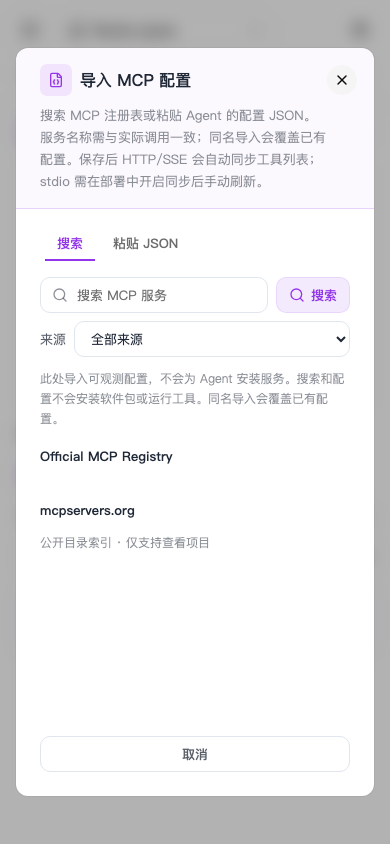 导入 MCP 配置
搜索 MCP 注册表或粘贴 Agent 的配置 JSON。
服务名称需与实际调用一致；同名导入会覆盖已有
配置。保存后 HTTP/SSE 会自动同步工具列表；
stdio 需在部署中开启同步后手动刷新。
搜索
粘贴 JSON
搜索 MCP 服务
搜索
来源
全部来源
此处导入可观测配置，不会为 Agent 安装服务。搜索和配
置不会安装软件包或运行工具。同名导入会覆盖已有配
置。
Official MCP Registry
mcpservers.org
公开目录索引 · 仅支持查看项目
取消